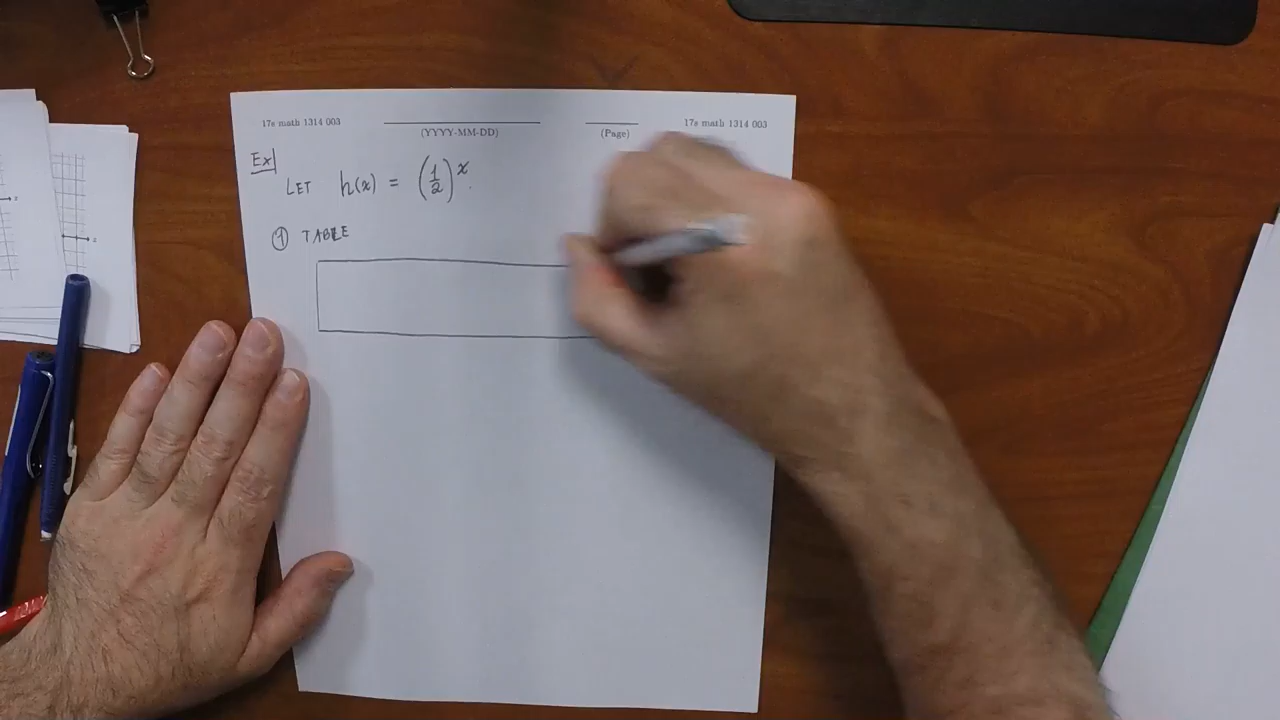 17s math 1314 003
(YYYY-MM-DD)
(Page)
17s math 1314 003
Ex
LET h(x) = (1/2)^x.
① TABLE